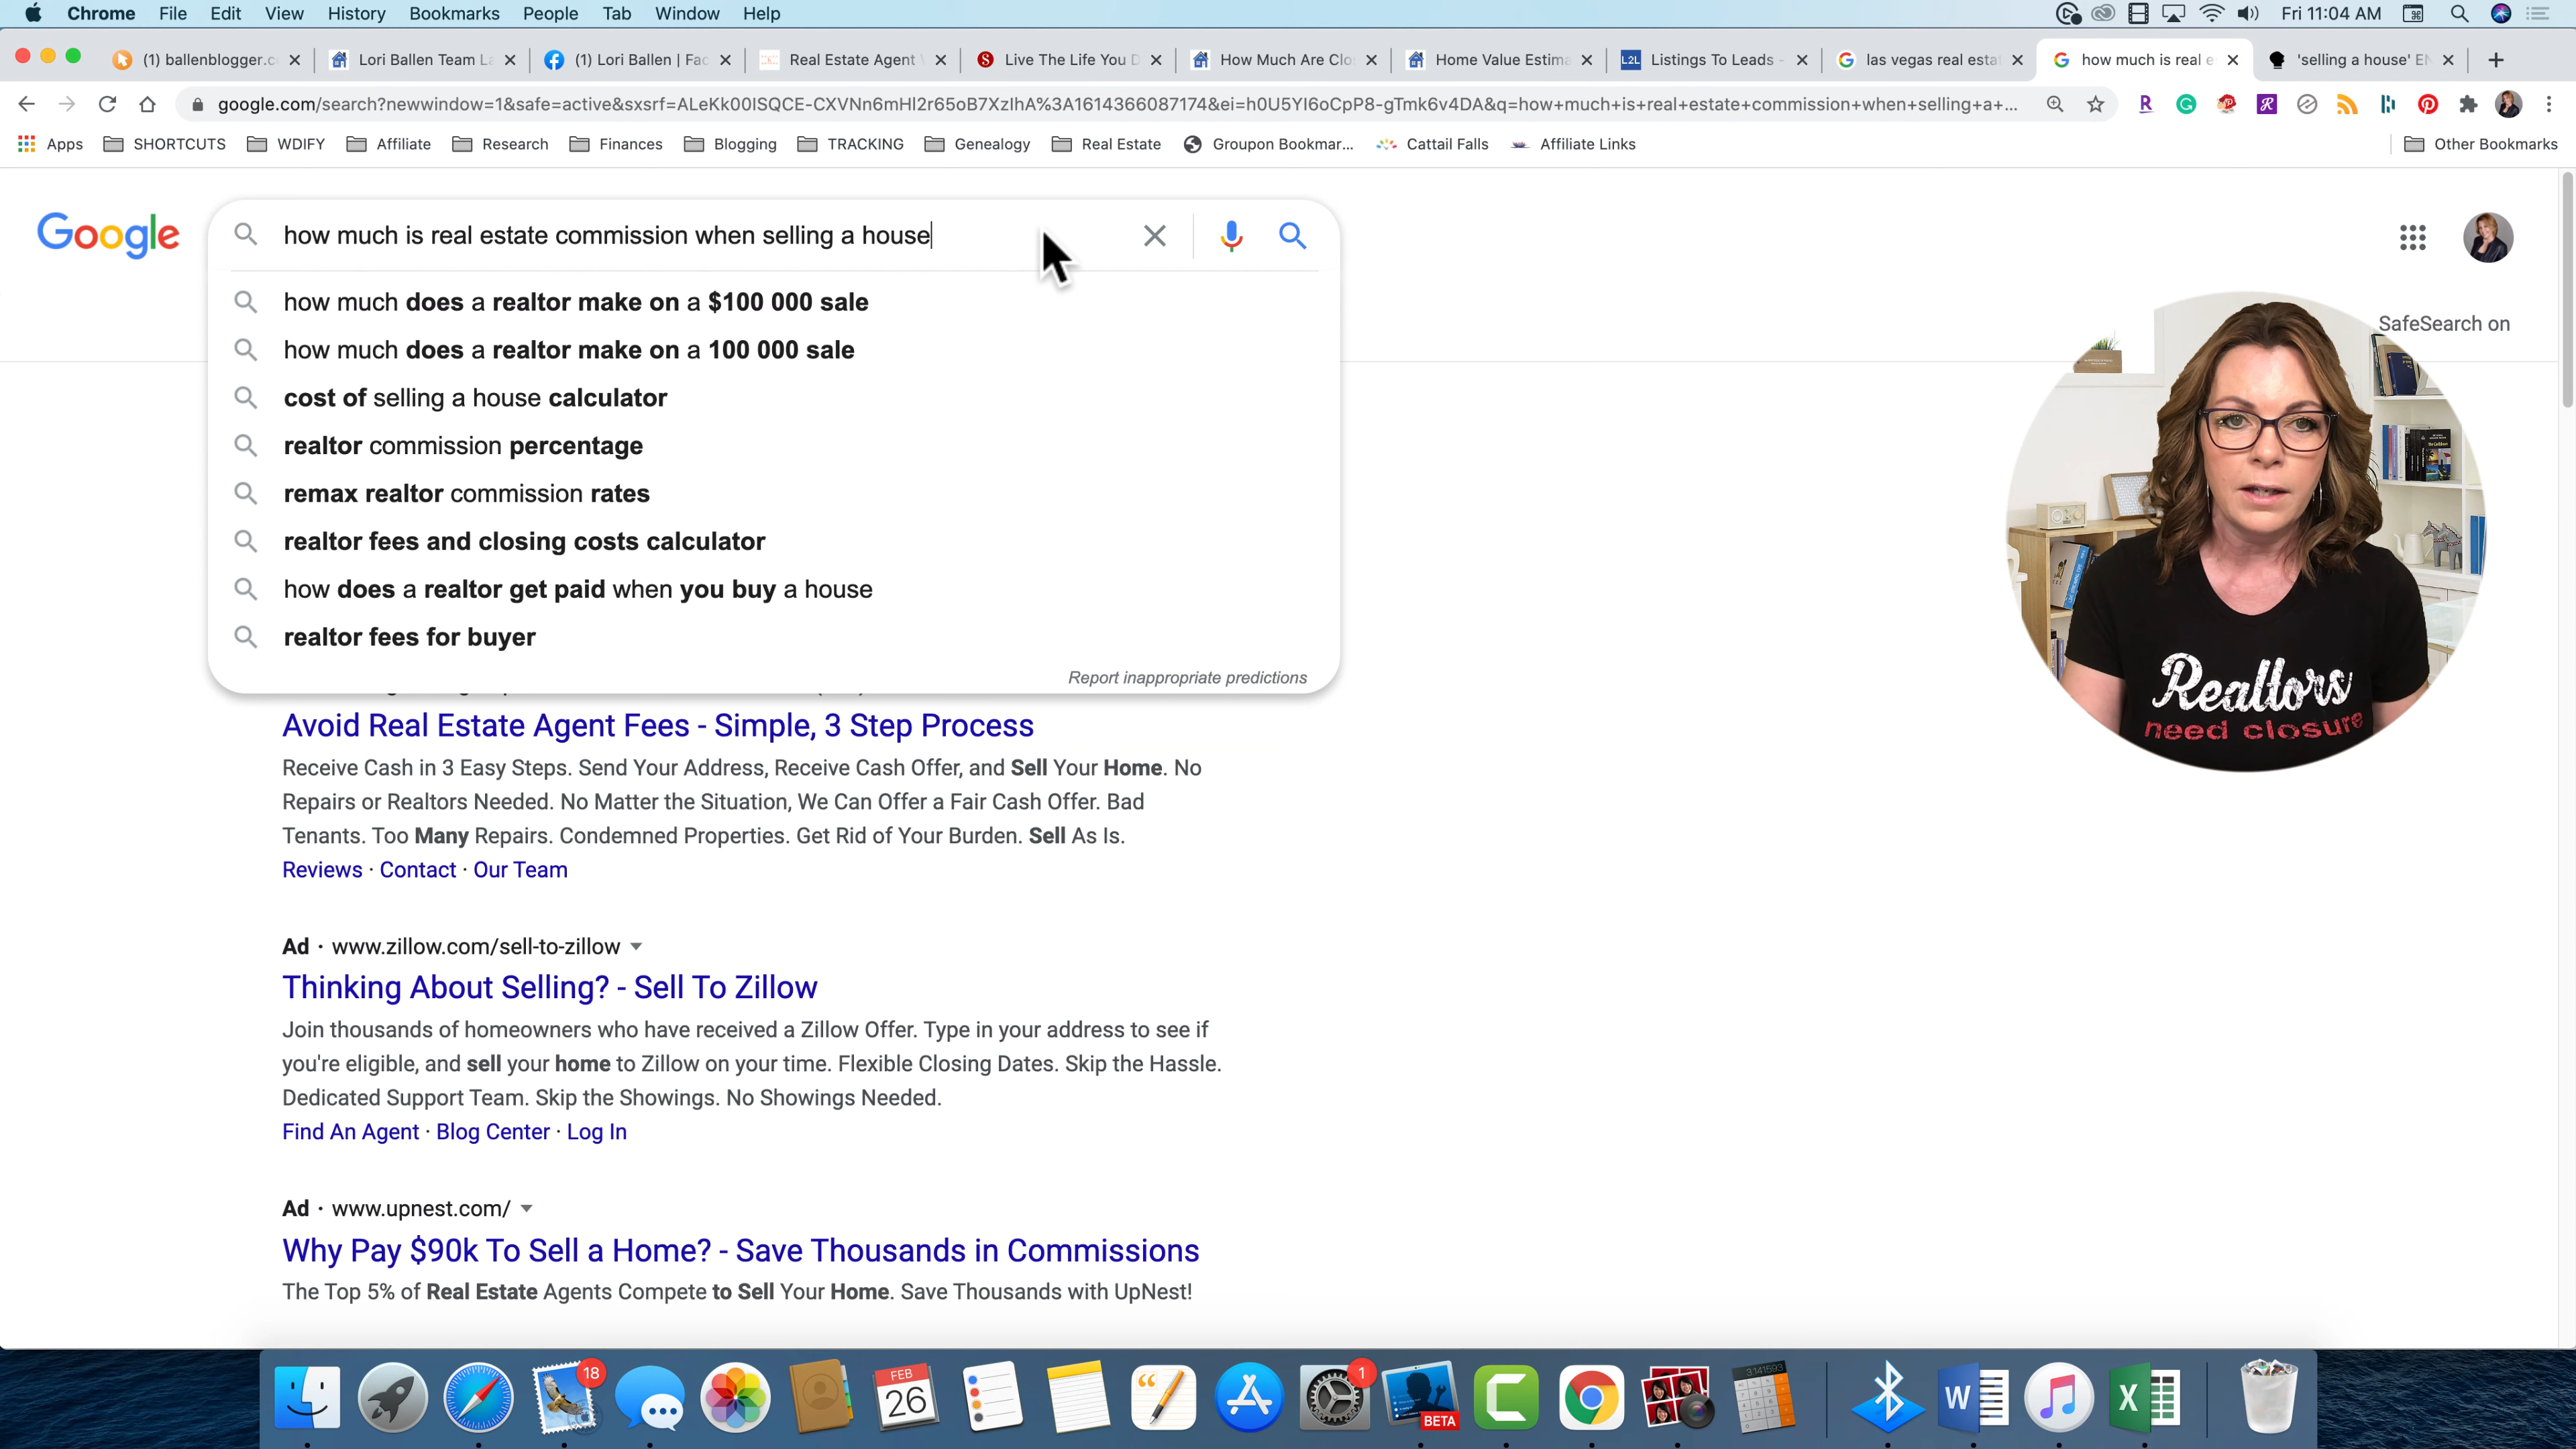 Chrome File Edit View History Bookmarks People Tab Window Help Fri 11:04 AM
(1) ballenblogger.c Lori Ballen Team La (1) Lori Ballen | Fac Real Estate Agent Live The Life You D How Much Are Clo Home Value Estima L2L Listings To Leads - las vegas real esta how much is real e 'selling a house' EN
google.com/search?newwindow=1&safe=active&sxsrf=ALeKk00ISQCE-CXVNn6mHl2r65oB7XzIhA%3A1614366087174&ei=h0U5YI6oCpP8-gTmk6v4DA&q=how+much+is+real+estate+commission+when+selling+a+...
Apps SHORTCUTS WDIFY Affiliate Research Finances Blogging TRACKING Genealogy Real Estate Groupon Bookmar... Cattail Falls Affiliate Links Other Bookmarks
Google how much is real estate commission when selling a house
how much does a realtor make on a $100 000 sale
SafeSearch on
how much does a realtor make on a 100 000 sale
cost of selling a house calculator
realtor commission percentage
remax realtor commission rates
realtor fees and closing costs calculator
how does a realtor get paid when you buy a house
realtor fees for buyer
Report inappropriate predictions
Realtors
need closure
Avoid Real Estate Agent Fees - Simple, 3 Step Process
Receive Cash in 3 Easy Steps. Send Your Address, Receive Cash Offer, and Sell Your Home. No
Repairs or Realtors Needed. No Matter the Situation, We Can Offer a Fair Cash Offer. Bad
Tenants. Too Many Repairs. Condemned Properties. Get Rid of Your Burden. Sell As Is.
Reviews · Contact · Our Team
Ad · www.zillow.com/sell-to-zillow
Thinking About Selling? - Sell To Zillow
Join thousands of homeowners who have received a Zillow Offer. Type in your address to see if
you're eligible, and sell your home to Zillow on your time. Flexible Closing Dates. Skip the Hassle.
Dedicated Support Team. Skip the Showings. No Showings Needed.
Find An Agent · Blog Center · Log In
Ad · www.upnest.com/
Why Pay $90k To Sell a Home? - Save Thousands in Commissions
The Top 5% of Real Estate Agents Compete to Sell Your Home. Save Thousands with UpNest!
18
FEB
26
1
BETA
3.141593
W
X